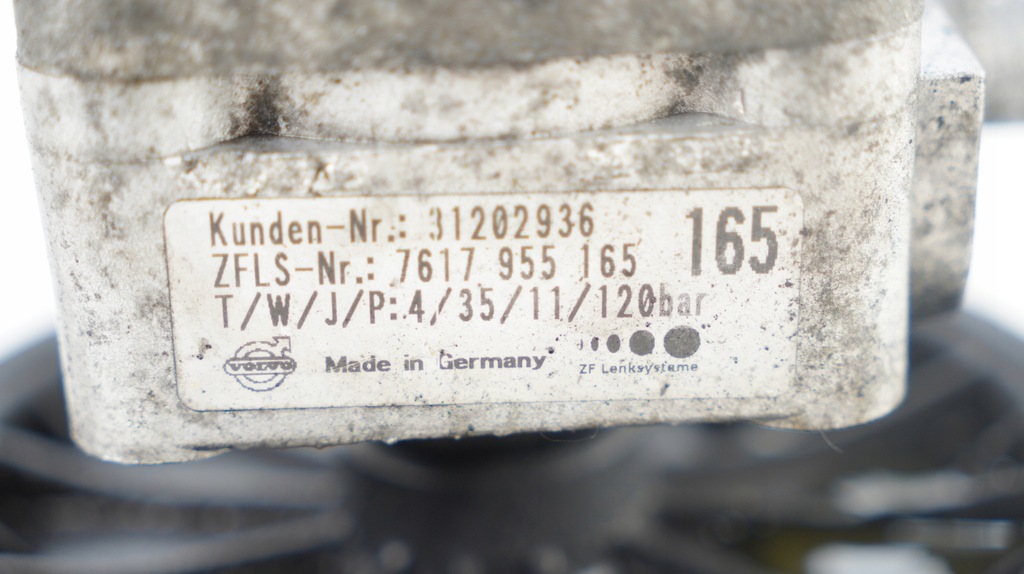 Kunden-Nr.: 31202936
165
ZFLS-Nr.: 7617 955 165
T/W/J/P:4/35/11/120bar
VOLVO
Made in Germany
ZF Lenksysteme